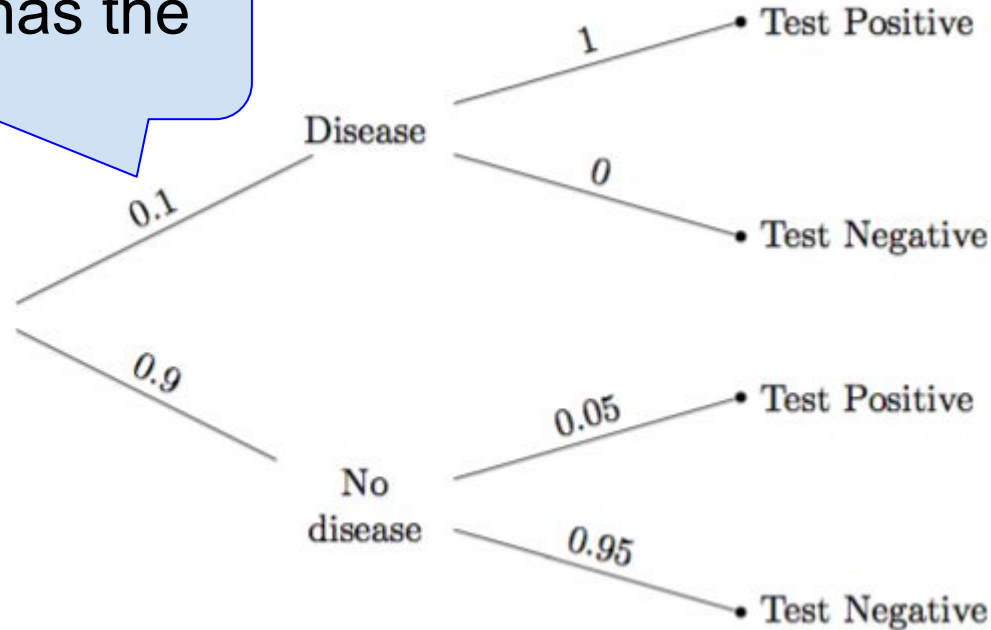 has the
1
Test Positive
Disease
0
0.1
Test Negative
0.9
0.05
Test Positive
No
disease
0.95
Test Negative